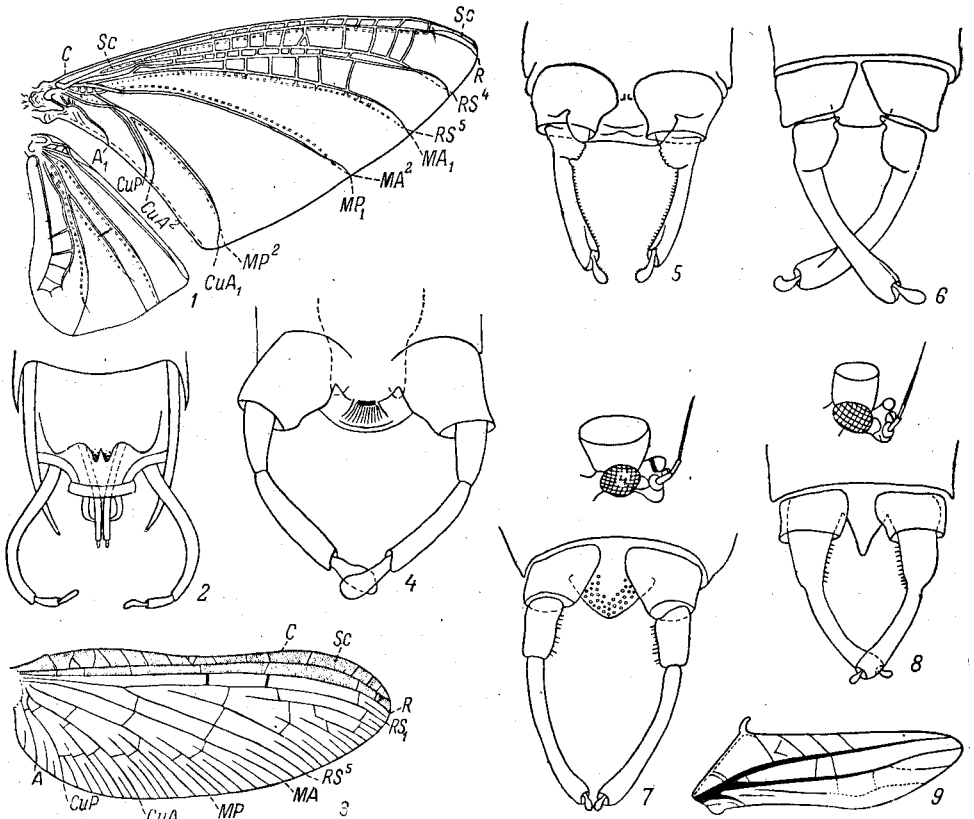 C
Sc
Sc
R
RS⁴
RS⁵
MA₁
MA²
MP₁
MP²
CuA₁
CuA²
CuP
A₁
1
5
6
2
4
7
8
C
Sc
R
RS₁
RS⁵
MA
MP
CuA
CuP
A
3
9